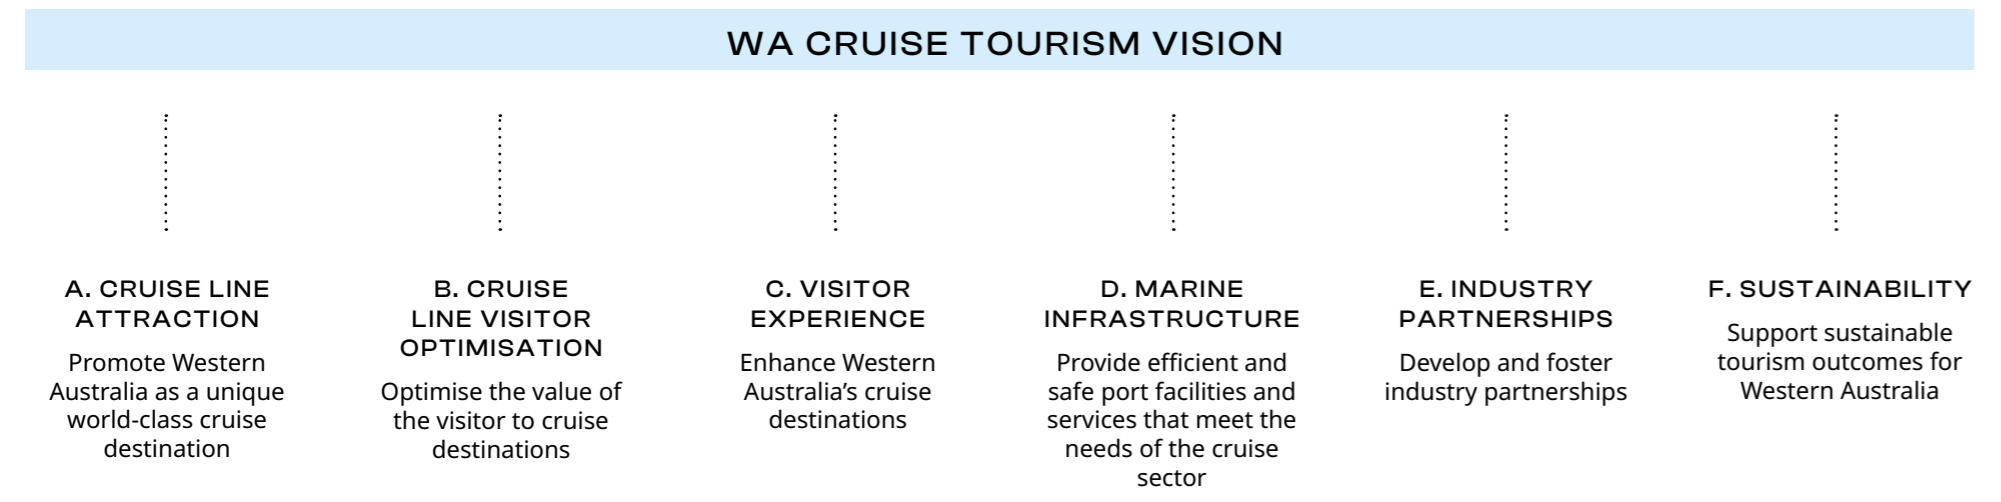 WA CRUISE TOURISM VISION
A. CRUISE LINE
ATTRACTION
Promote Western
Australia as a unique
world-class cruise
destination
B. CRUISE
LINE VISITOR
OPTIMISATION
Optimise the value of
the visitor to cruise
destinations
C. VISITOR
EXPERIENCE
Enhance Western
Australia’s cruise
destinations
D. MARINE
INFRASTRUCTURE
Provide efficient and
safe port facilities and
services that meet the
needs of the cruise
sector
E. INDUSTRY
PARTNERSHIPS
Develop and foster
industry partnerships
F. SUSTAINABILITY
Support sustainable
tourism outcomes for
Western Australia